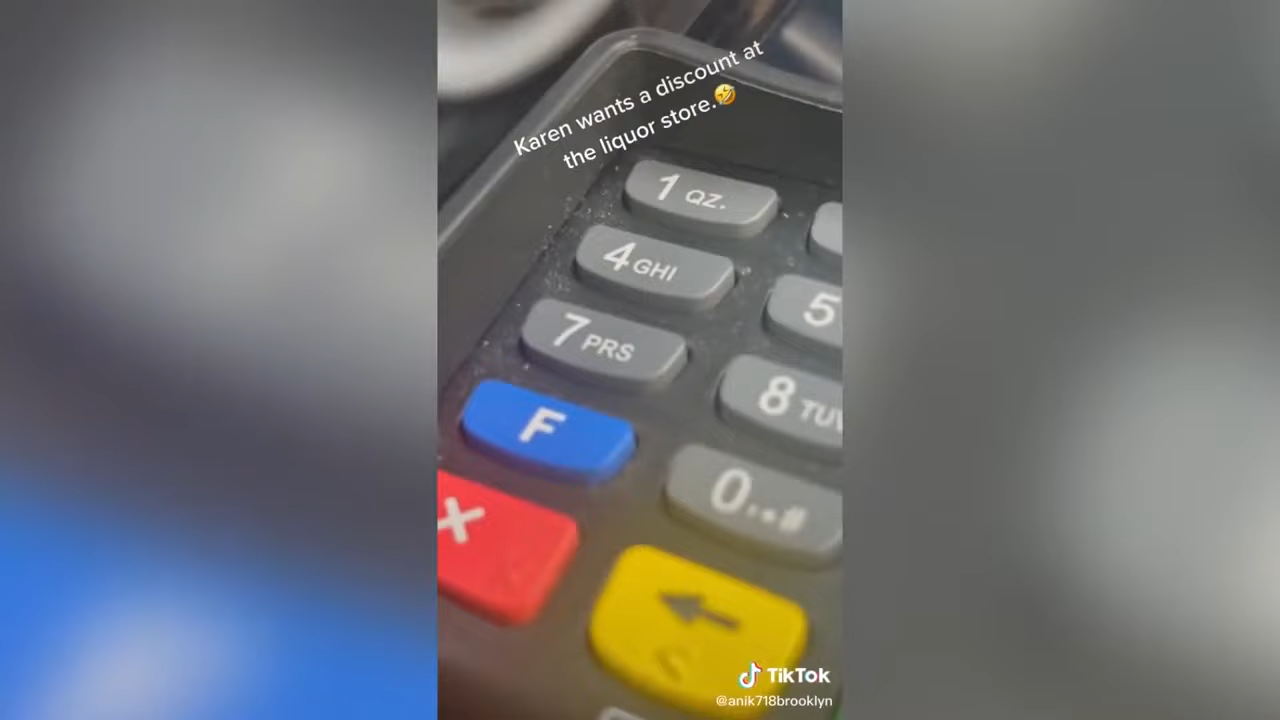 Karen wants a discount at
the liquor store.🤣
1 QZ.
4 GHI
5
7 PRS
8 TUV
F
0..#
X
TikTok
@anik718brooklyn